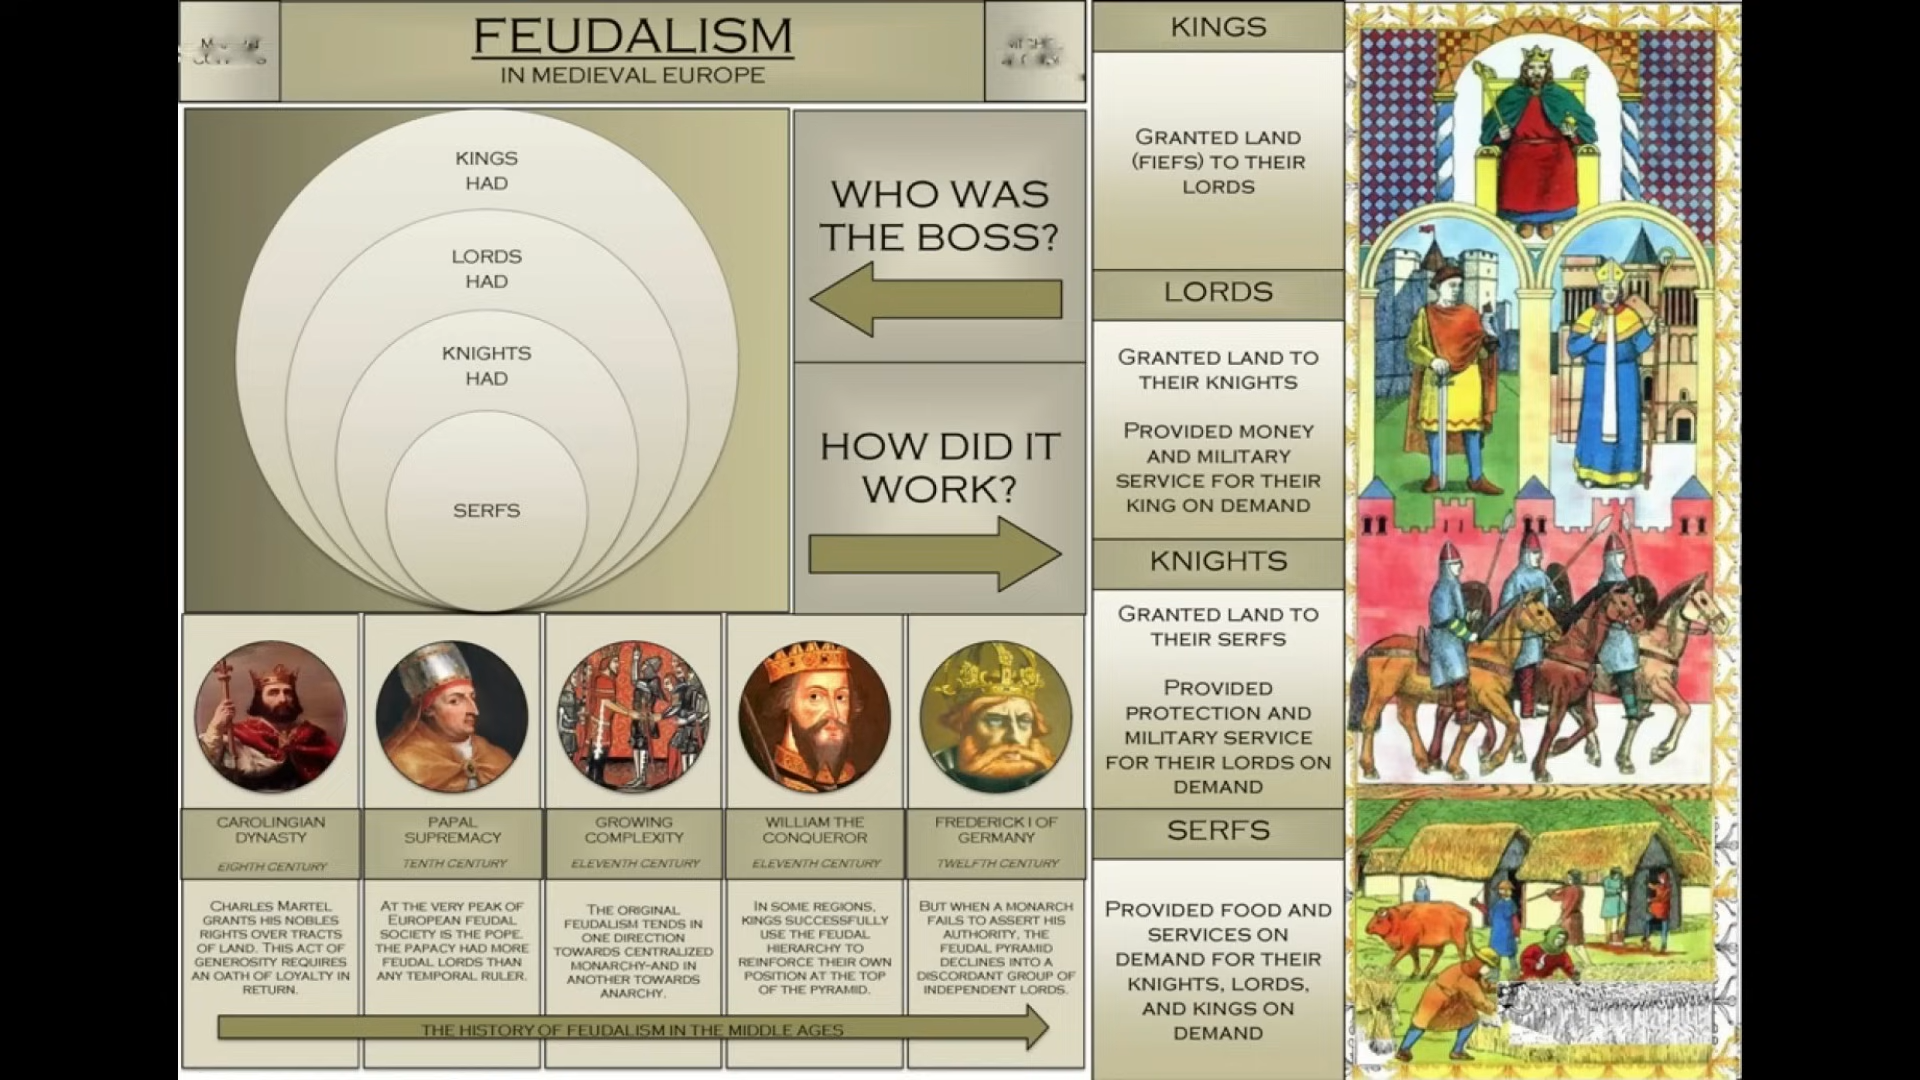 FEUDALISM
IN MEDIEVAL EUROPE
KINGS
HAD
LORDS
HAD
KNIGHTS
HAD
SERFS
WHO WAS
THE BOSS?
HOW DID IT
WORK?
CAROLINGIAN
DYNASTY
EIGHTH CENTURY
CHARLES MARTEL
GRANTS HIS NOBLES
RIGHTS OVER TRACTS
OF LAND. THIS ACT OF
GENEROSITY REQUIRES
AN OATH OF LOYALTY IN
RETURN.
PAPAL
SUPREMACY
TENTH CENTURY
AT THE VERY PEAK OF
EUROPEAN FEUDAL
SOCIETY IS THE POPE.
THE PAPACY HAD MORE
FEUDAL LORDS THAN
ANY TEMPORAL RULER.
GROWING
COMPLEXITY
ELEVENTH CENTURY
THE ORIGINAL
FEUDALISM TENDS IN
ONE DIRECTION
TOWARDS CENTRALIZED
MONARCHY-AND IN
ANOTHER TOWARDS
ANARCHY.
WILLIAM THE
CONQUEROR
ELEVENTH CENTURY
IN SOME REGIONS,
KINGS SUCCESSFULLY
USE THE FEUDAL
HIERARCHY TO
REINFORCE THEIR OWN
POSITION AT THE TOP
OF THE PYRAMID.
FREDERICK I OF
GERMANY
TWELFTH CENTURY
BUT WHEN A MONARCH
FAILS TO ASSERT HIS
AUTHORITY, THE
FEUDAL PYRAMID
DECLINES INTO A
DISCORDANT GROUP OF
INDEPENDENT LORDS.
THE HISTORY OF FEUDALISM IN THE MIDDLE AGES
KINGS
GRANTED LAND
(FIEFS) TO THEIR
LORDS
LORDS
GRANTED LAND TO
THEIR KNIGHTS
PROVIDED MONEY
AND MILITARY
SERVICE FOR THEIR
KING ON DEMAND
KNIGHTS
GRANTED LAND TO
THEIR SERFS
PROVIDED
PROTECTION AND
MILITARY SERVICE
FOR THEIR LORDS ON
DEMAND
SERFS
PROVIDED FOOD AND
SERVICES ON
DEMAND FOR THEIR
KNIGHTS, LORDS,
AND KINGS ON
DEMAND